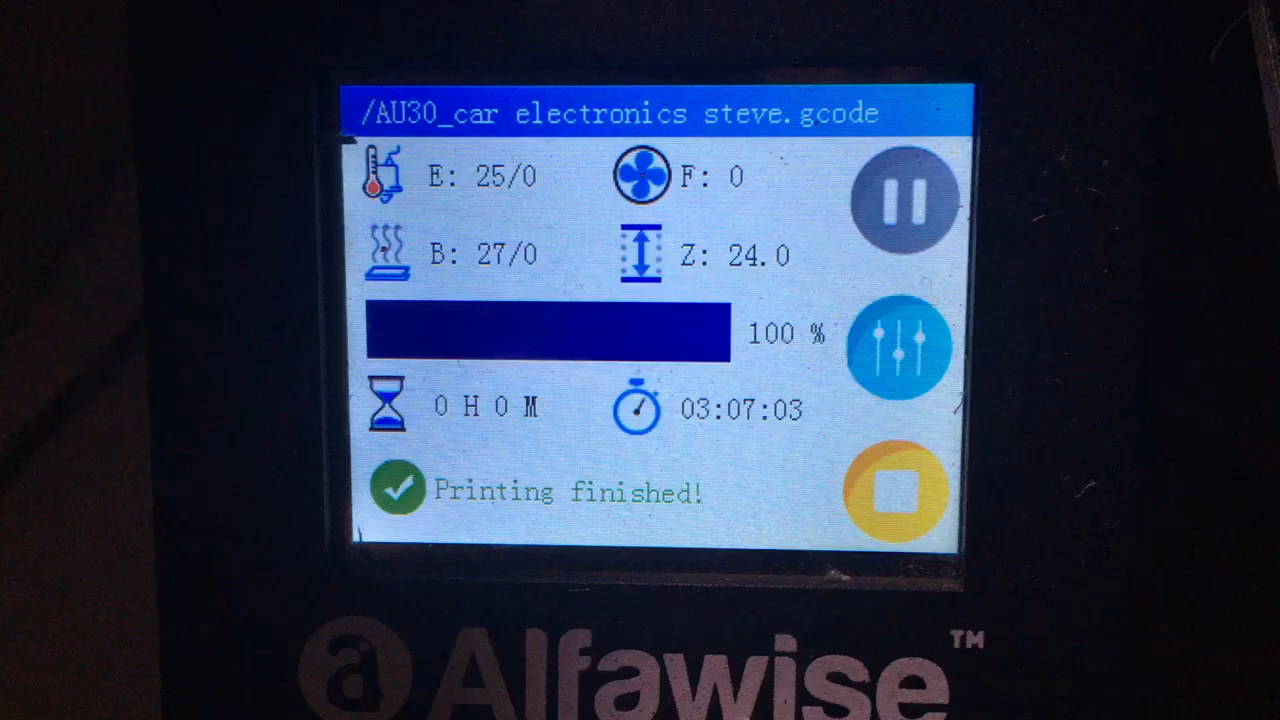 /AU30_car electronics steve.gcode
E: 25/0 F: 0
B: 27/0 Z: 24.0
100 %
0 H 0 M 03:07:03
Printing finished!
a Alfawise™